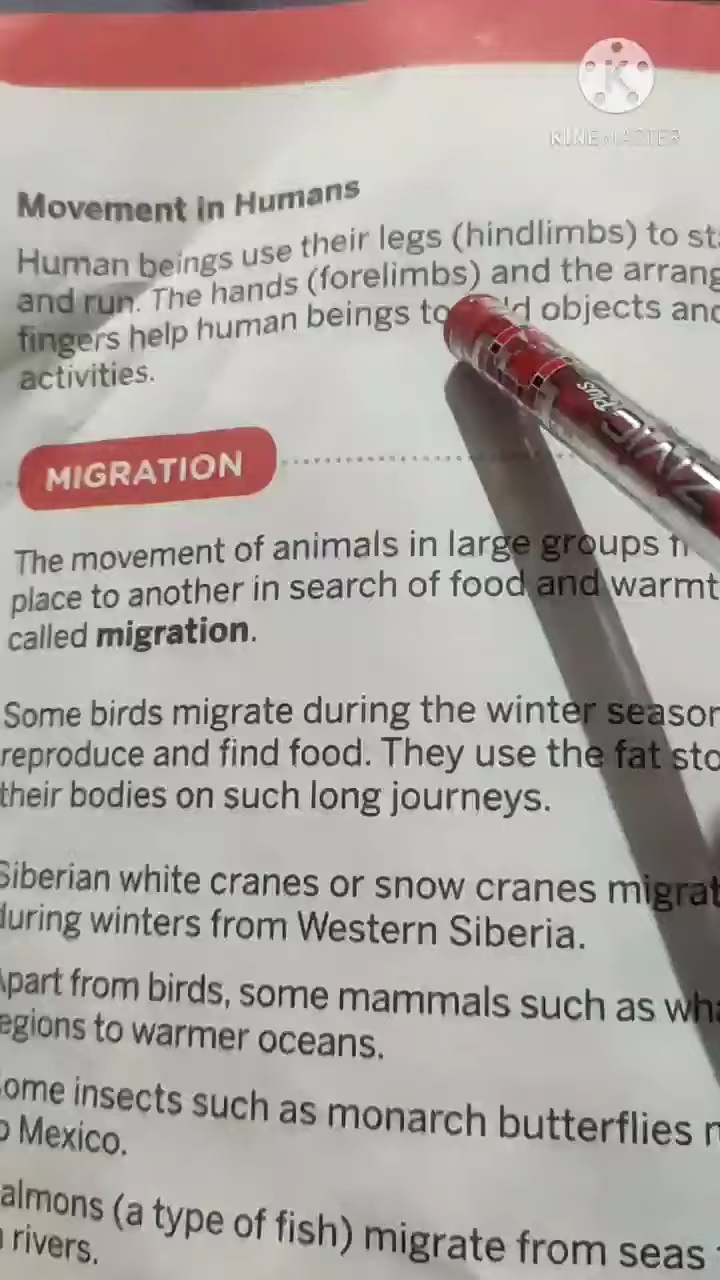 KINEMASTER
Movement in Humans
Human beings use their legs (hindlimbs) to
and run. The hands (forelimbs) and the
fingers help human beings to objects
activities.
MIGRATION
The movement of animals in large groups
place to another in search of food and
called migration.
Some birds migrate during the winter
reproduce and find food. They use the fat
their bodies on such long journeys.
Siberian white cranes or snow cranes
during winters from Western Siberia.
from birds, some mammals such as
to warmer oceans.
insects such as monarch butterflies
Mexico.
(a type of fish) migrate from seas
rivers.
Plus